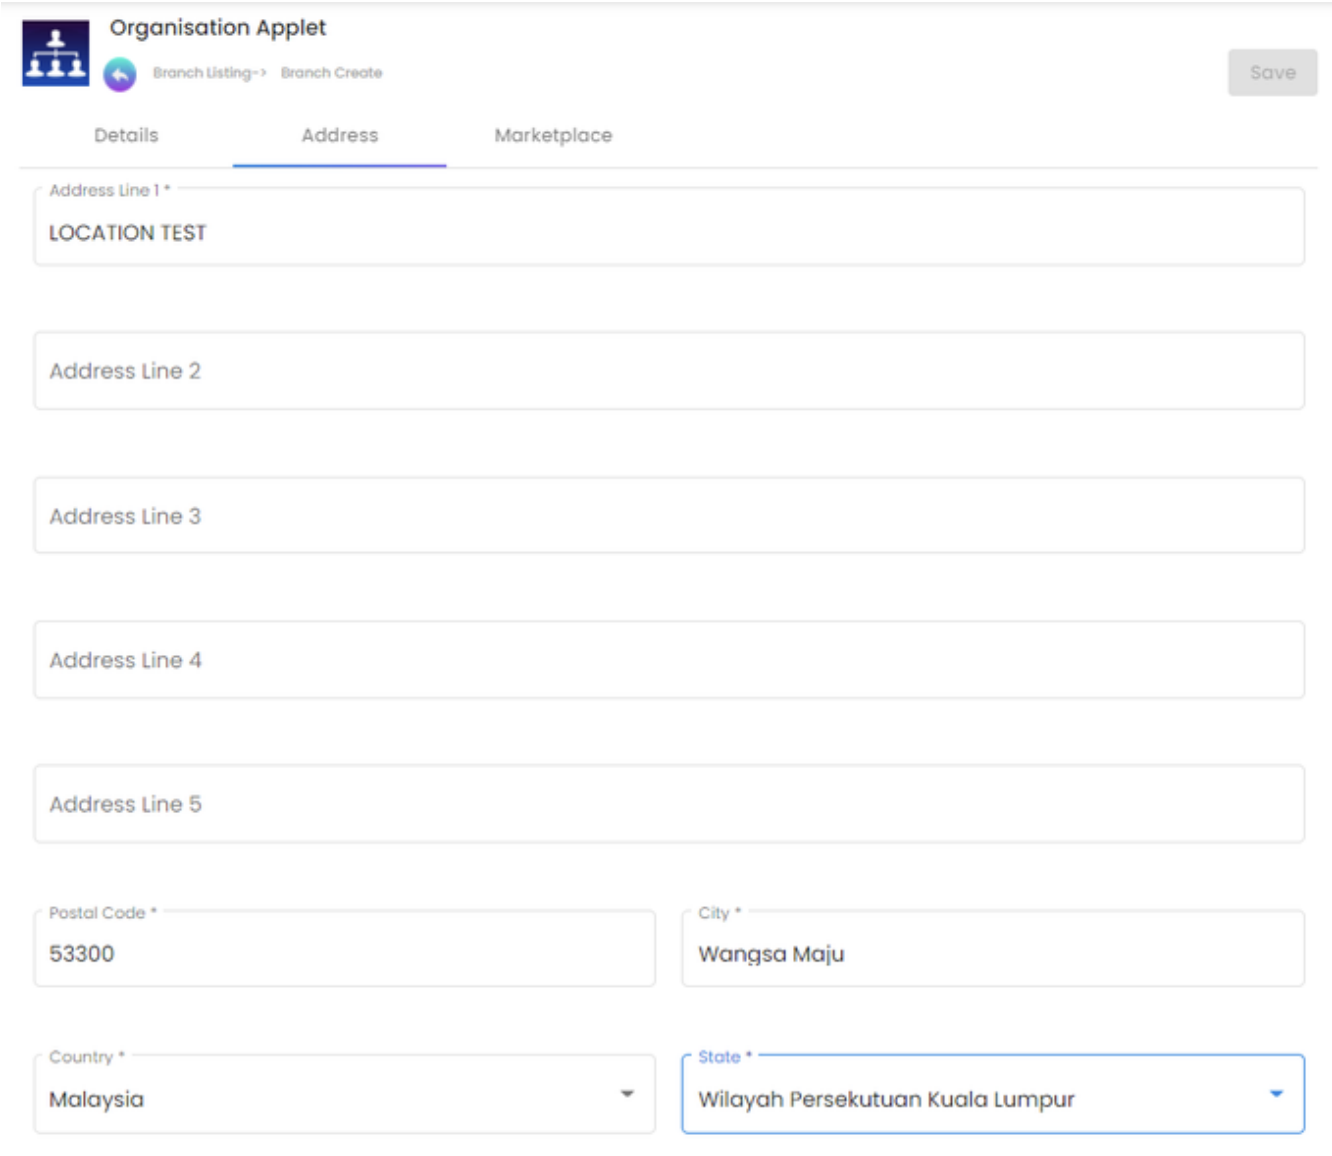 Organisation Applet
Branch Listing-> Branch Create
Save
Details Address Marketplace
Address Line 1 *
LOCATION TEST
Address Line 2
Address Line 3
Address Line 4
Address Line 5
Postal Code * City *
53300 Wangsa Maju
Country * State *
Malaysia Wilayah Persekutuan Kuala Lumpur